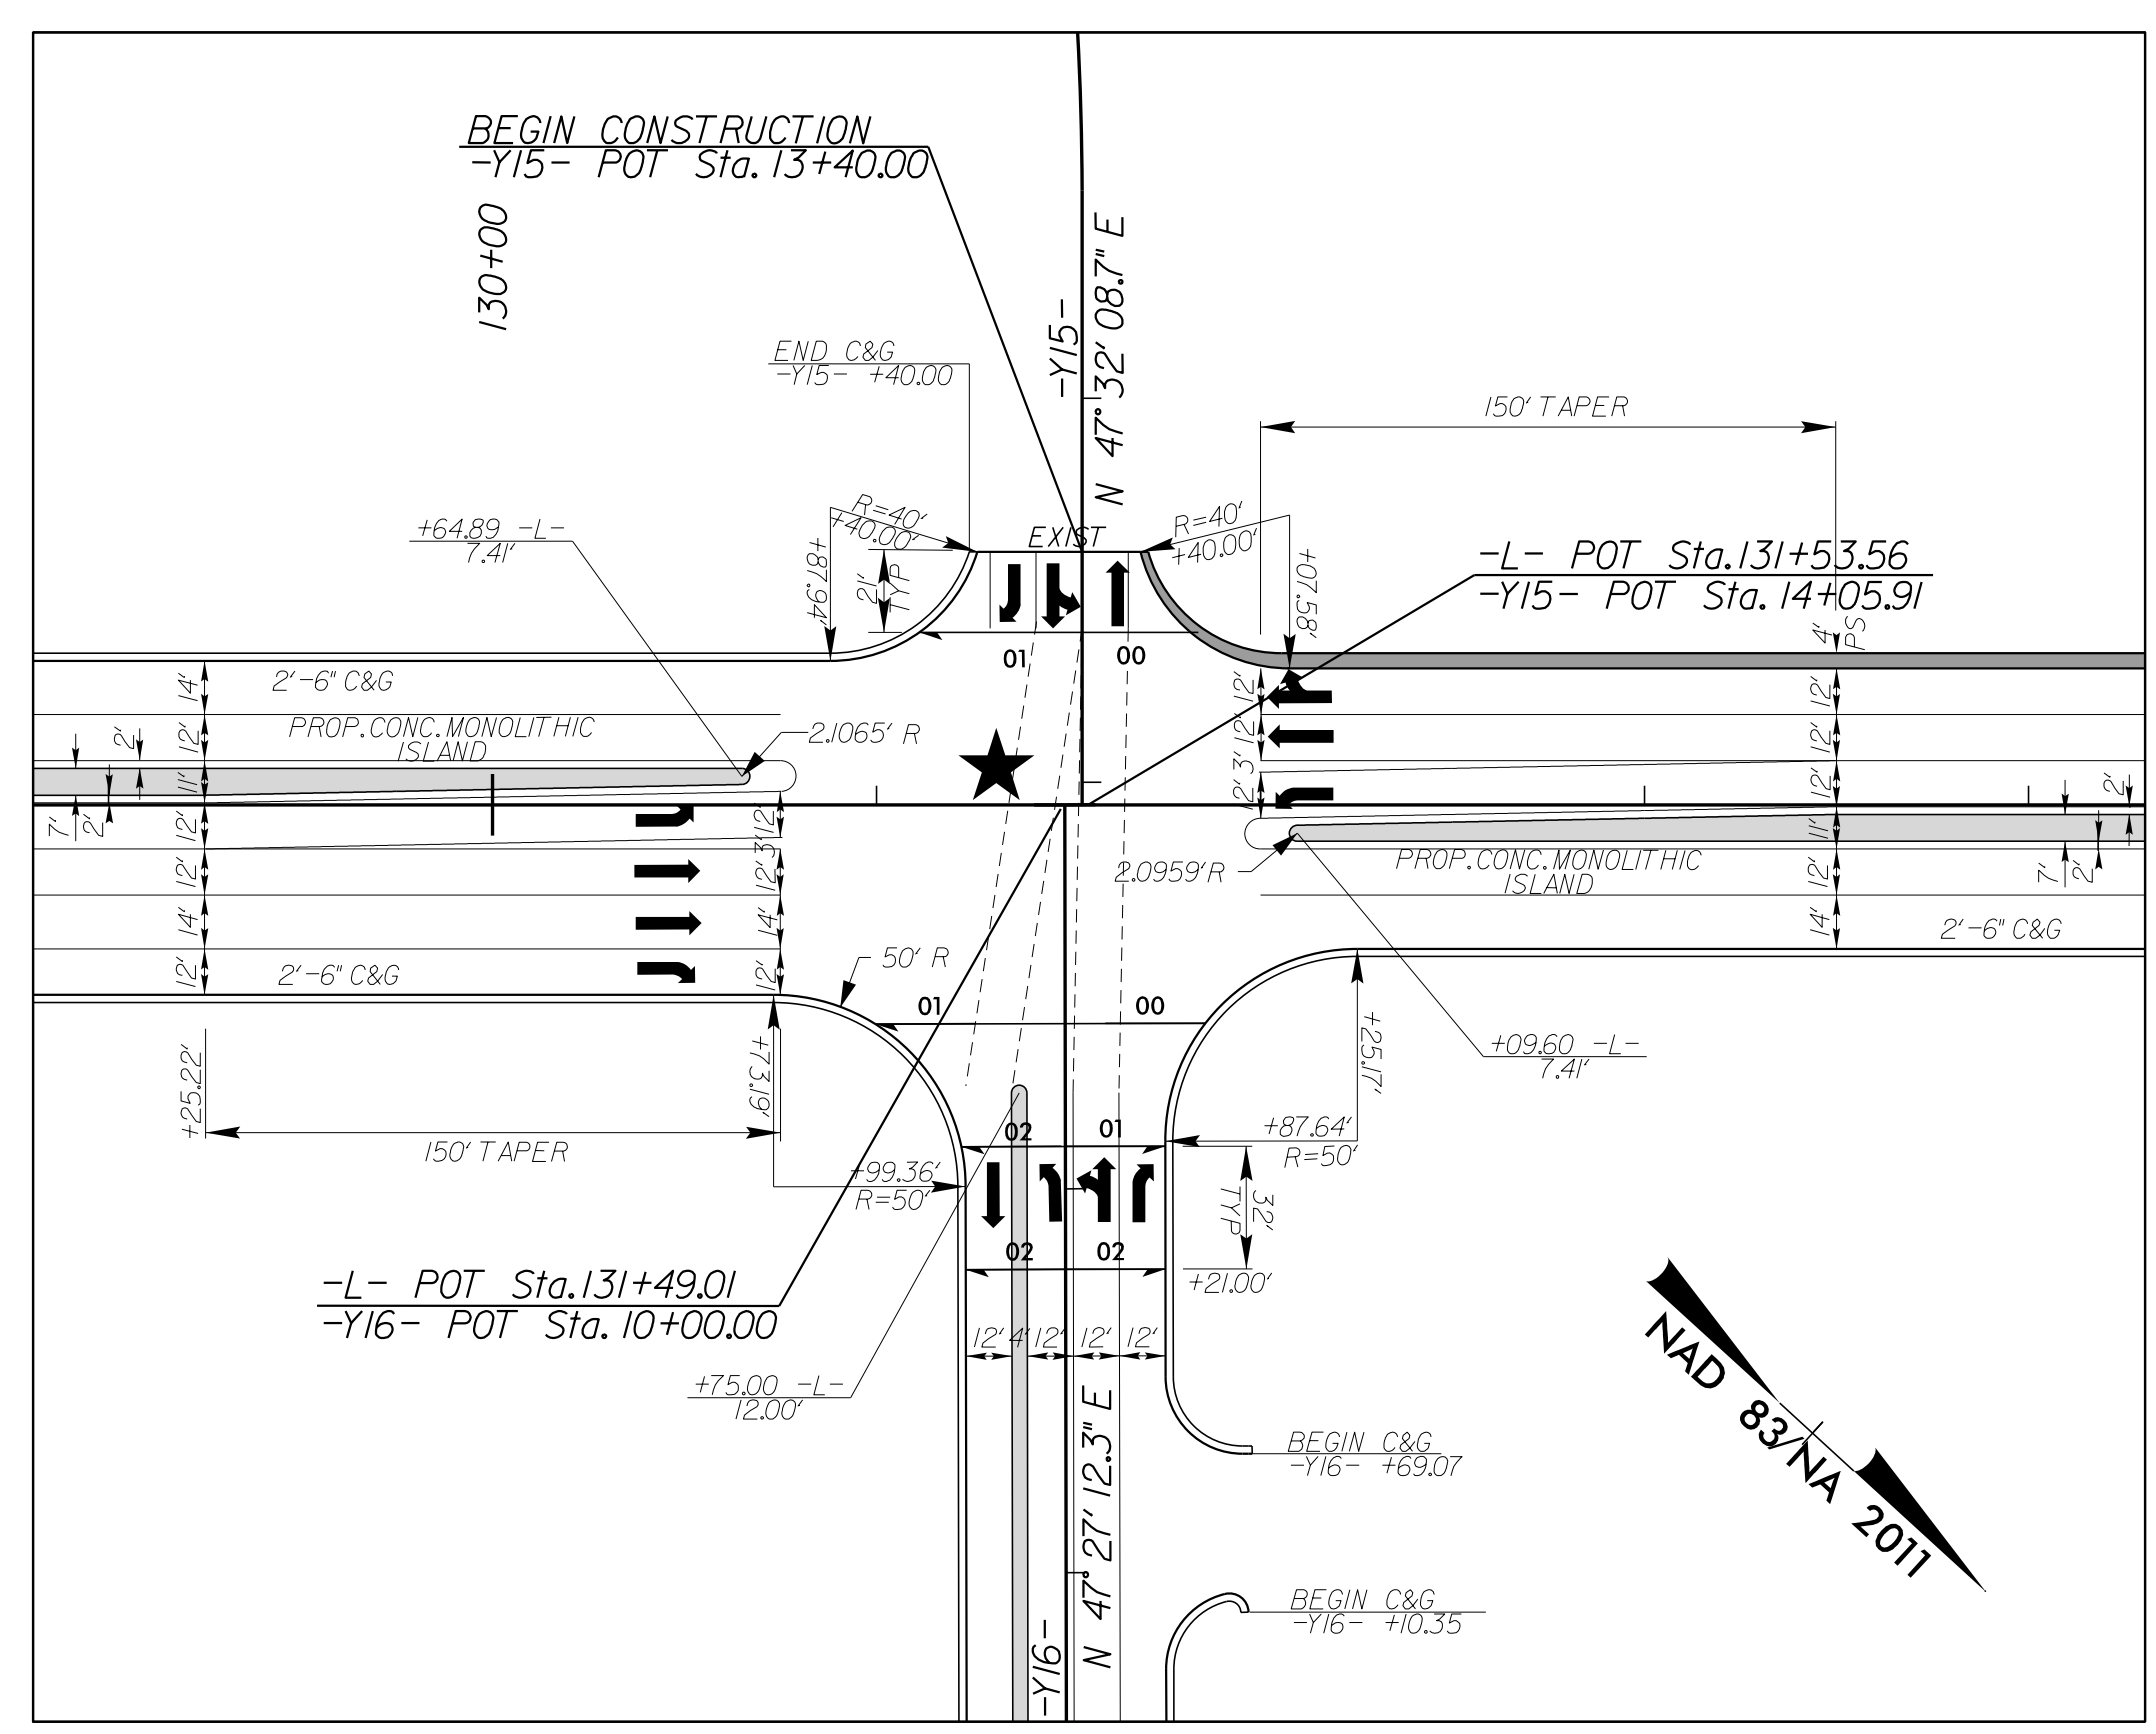 BEGIN CONSTRUCTION
-Y15- POT Sta. 13+40.00
130+00
END C&G
-Y15- +40.00
-Y15-
N 47° 32' 08.7" E
150' TAPER
+64.89 -L-
7.41'
R=40'
+40.00'
+87.94'
21'
TYP
EXIST
R=40'
+40.00'
+07.58'
-L- POT Sta. 131+53.56
-Y15- POT Sta. 14+05.91
4'
PS
01
00
14'
2'-6" C&G
12'
12'
2'
12'
PROP. CONC. MONOLITHIC
ISLAND
2.1065' R
12'
3'
12'
12'
12'
2'
7'
2'
11'
12'
12'
3'
12'
14'
12'
12'
14'
12'
2'-6" C&G
50' R
2.0959' R
PROP. CONC. MONOLITHIC
ISLAND
11'
12'
14'
7'
2'
2'-6" C&G
01
00
+25.22'
150' TAPER
+73.19'
+99.36'
R=50'
+25.17'
+09.60 -L-
7.41'
+87.64'
R=50'
02
01
32'
TYP
02
02
+21.00'
-L- POT Sta. 131+49.01
-Y16- POT Sta. 10+00.00
12'
4'
12'
12'
12'
+75.00 -L-
12.00'
N 47° 27' 12.3" E
-Y16-
BEGIN C&G
-Y16- +69.07
BEGIN C&G
-Y16- +10.35
NAD 83/NA 2011